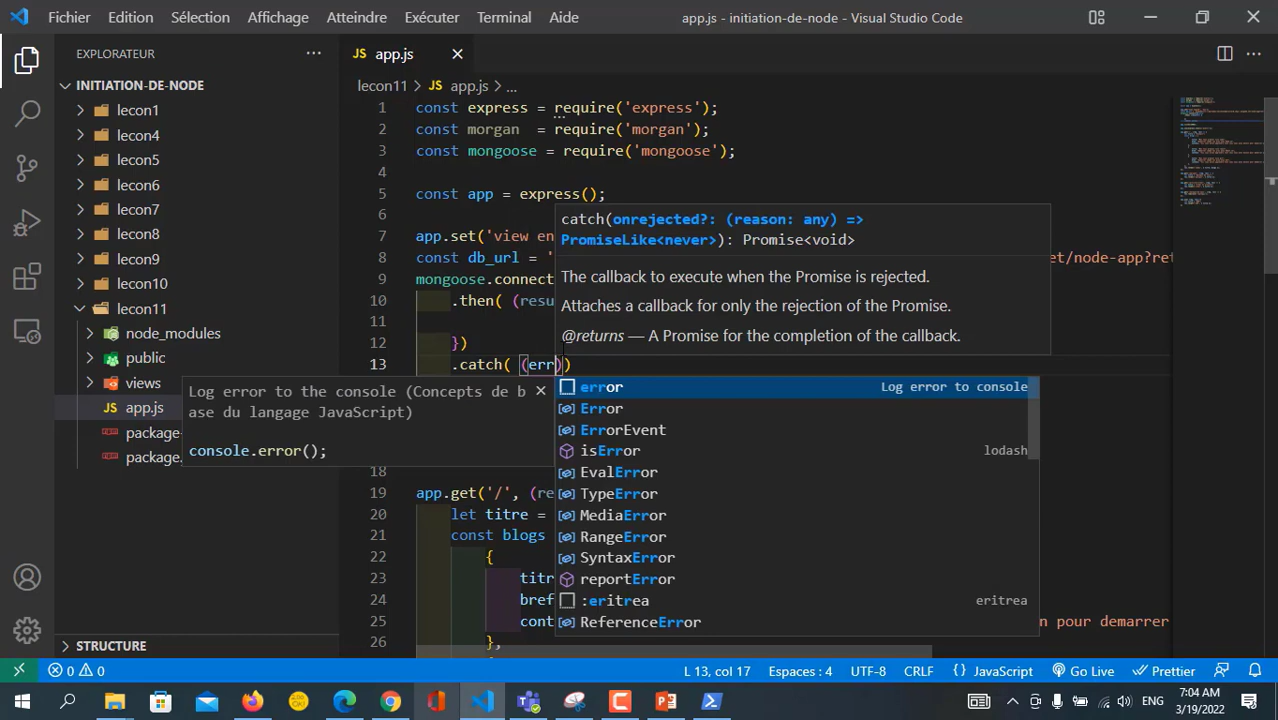 Fichier Edition Sélection Affichage Atteindre Exécuter Terminal Aide app.js - initiation-de-node - Visual Studio Code
EXPLORATEUR ···
JS app.js
INITIATION-DE-NODE
lecon1
lecon4
lecon5
lecon6
lecon7
lecon8
lecon9
lecon10
lecon11
node_modules
public
views
JS app.js
package
package.
STRUCTURE
lecon11 > JS app.js > ...
1 const express = require('express');
2 const morgan = require('morgan');
3 const mongoose = require('mongoose');
4
5 const app = express();
6
7 app.set('view en
8 const db_url = ' et/node-app?ret
9 mongoose.connect
10 .then( (resu
11
12 })
13 .catch( (err))
18
19 app.get('/', (re
20 let titre =
21 const blogs
22 {
23 titr
24 bref
25 cont n pour demarrer
26 },
catch(onrejected?: (reason: any) =>
PromiseLike<never>): Promise<void>
The callback to execute when the Promise is rejected.
Attaches a callback for only the rejection of the Promise.
@returns — A Promise for the completion of the callback.
Log error to the console (Concepts de b
ase du langage JavaScript)
console.error();
error Log error to console
Error
ErrorEvent
isError lodash
EvalError
TypeError
MediaError
RangeError
SyntaxError
reportError
:eritrea eritrea
ReferenceError
0 0 L 13, col 17 Espaces : 4 UTF-8 CRLF {} JavaScript Go Live Prettier
ENG 7:04 AM
3/19/2022